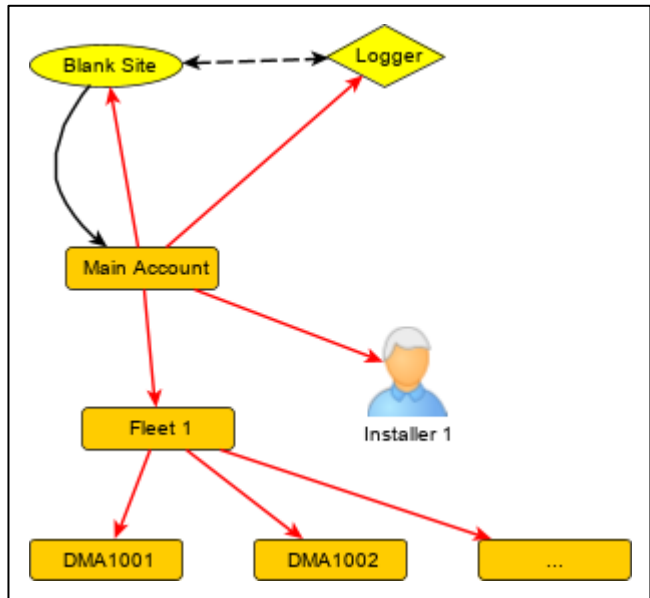 Blank Site
Logger
Main Account
Installer 1
Fleet 1
DMA1001
DMA1002
...